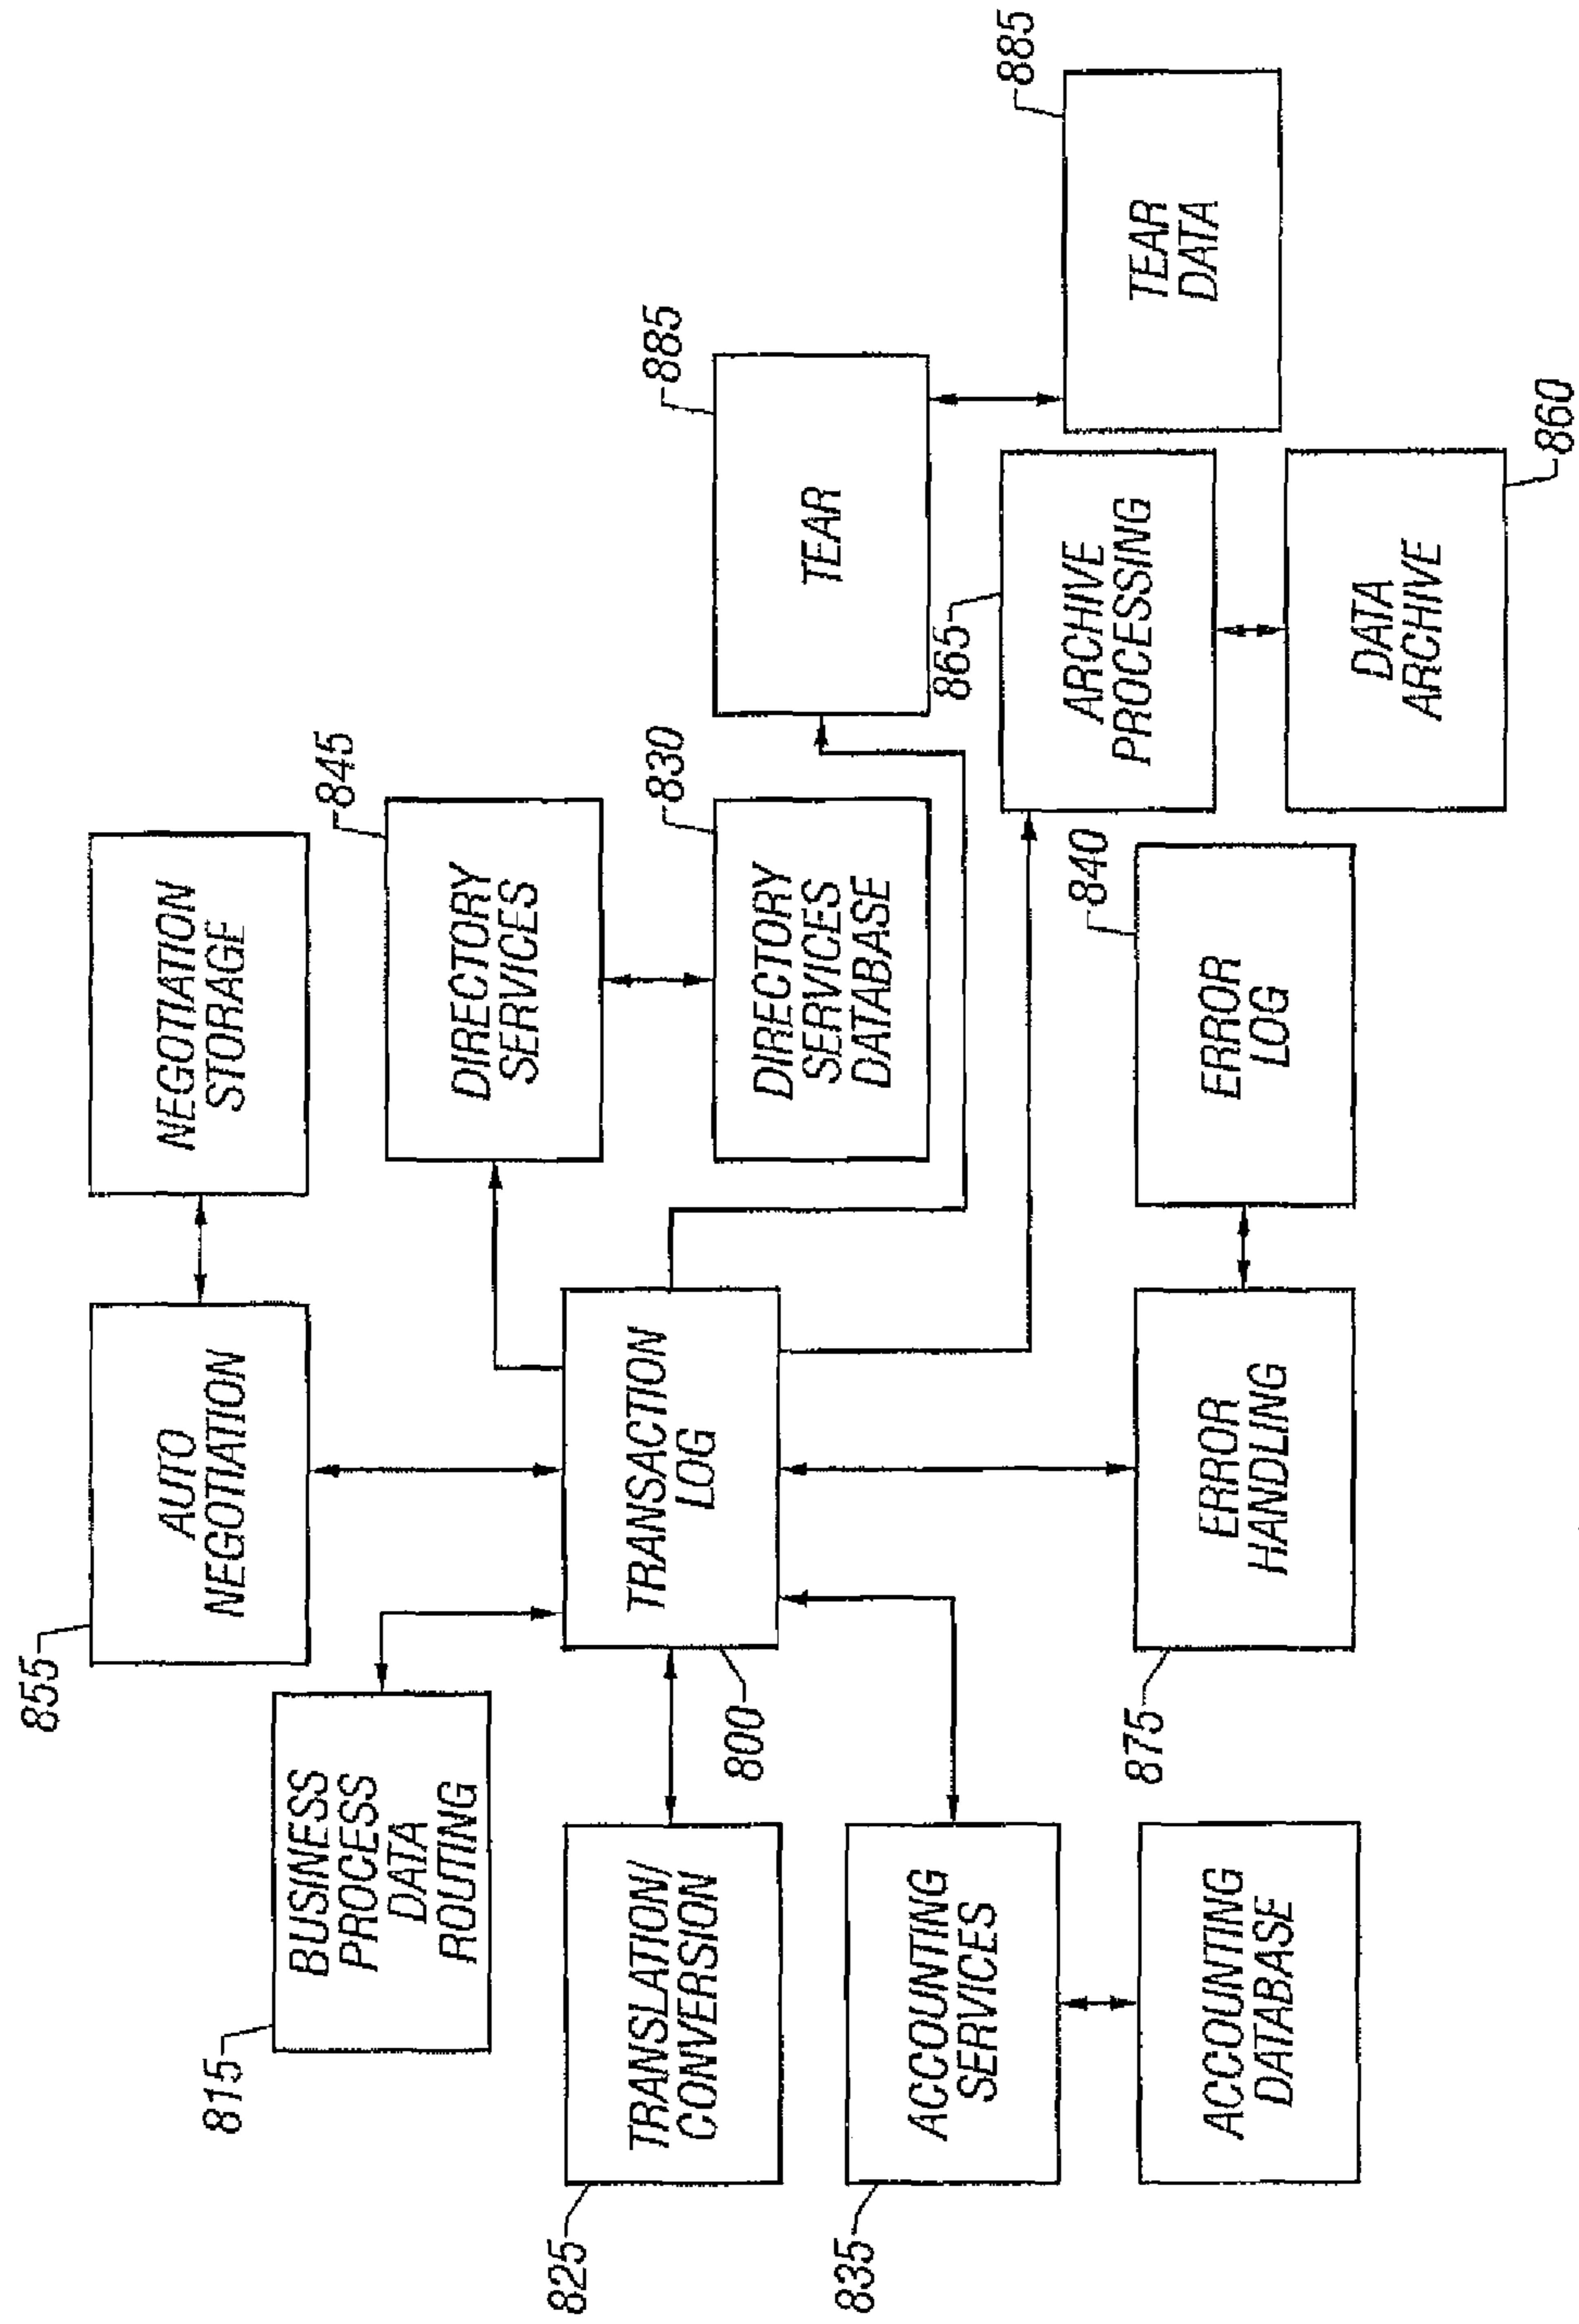 855
AUTO
NEGOTIATION
NEGOTIATION
STORAGE
815
BUSINESS
PROCESS
DATA
ROUTING
845
DIRECTORY
SERVICES
825
TRANSLATION/
CONVERSION
800
TRANSACTION
LOG
830
DIRECTORY
SERVICES
DATABASE
885
TEAR
835
ACCOUNTING
SERVICES
865
ARCHIVE
PROCESSING
885
TEAR
DATA
ACCOUNTING
DATABASE
875
ERROR
HANDLING
840
ERROR
LOG
DATA
ARCHIVE
860